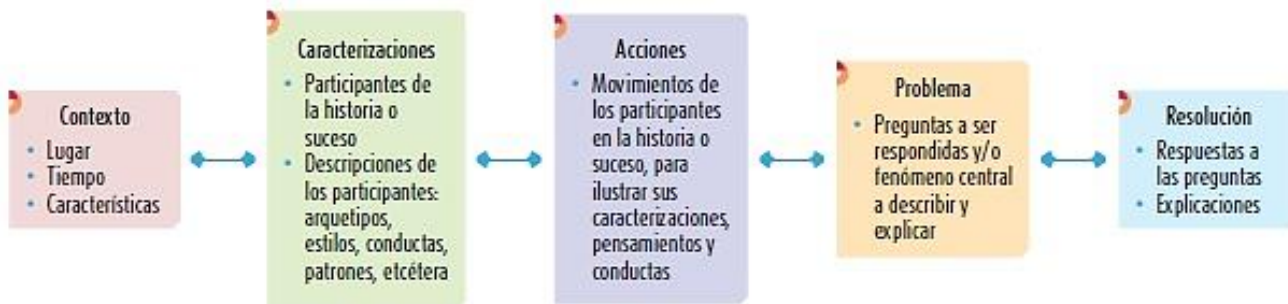 Contexto
• Lugar
• Tiempo
• Características
Caracterizaciones
• Participantes de
la historia o
suceso
• Descripciones de
los participantes:
arquetipos,
estilos, conductas,
patrones, etcétera
Acciones
• Movimientos de
los participantes
en la historia o
suceso, para
ilustrar sus
caracterizaciones,
pensamientos y
conductas
Problema
• Preguntas a ser
respondidas y/o
fenómeno central
a describir y
explicar
Resolución
• Respuestas a
las preguntas
• Explicaciones